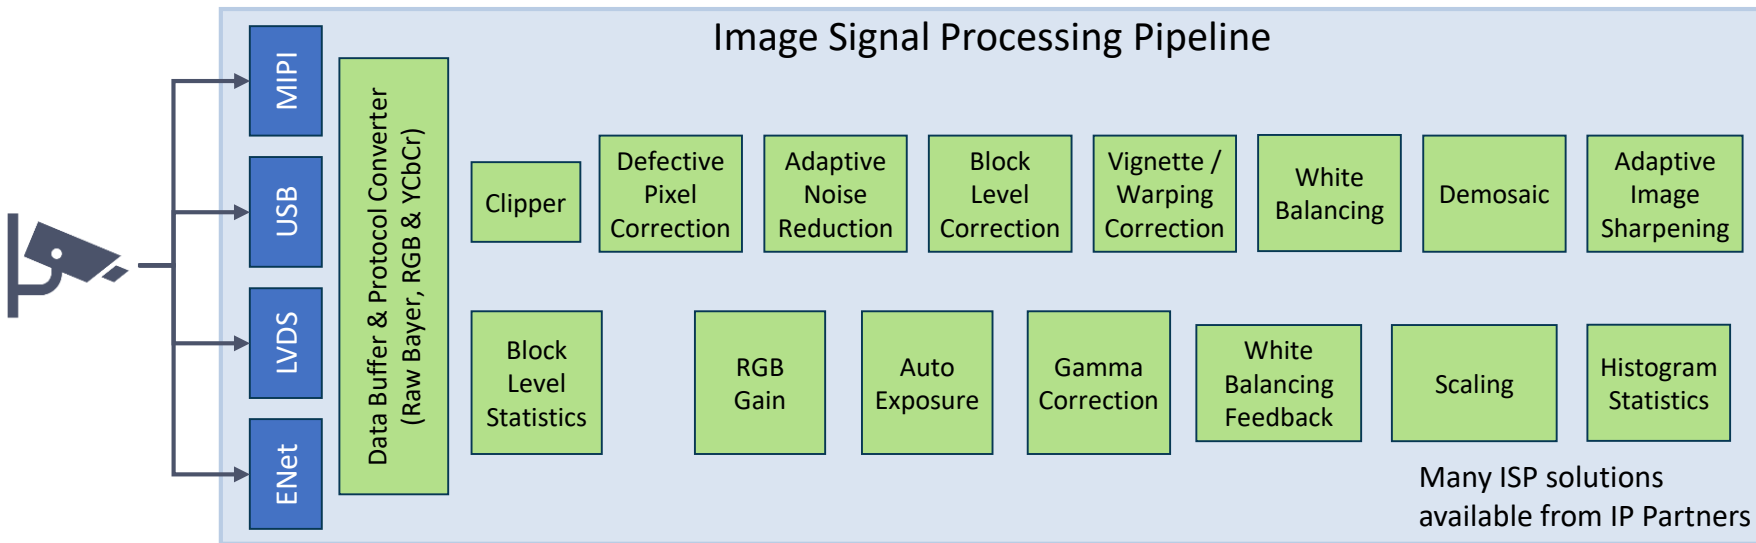 Image Signal Processing Pipeline
MIPI
USB
LVDS
ENet
Data Buffer & Protocol Converter
(Raw Bayer, RGB & YCbCr)
Clipper
Defective
Pixel
Correction
Adaptive
Noise
Reduction
Block
Level
Correction
Vignette /
Warping
Correction
White
Balancing
Demosaic
Adaptive
Image
Sharpening
Block
Level
Statistics
RGB
Gain
Auto
Exposure
Gamma
Correction
White
Balancing
Feedback
Scaling
Histogram
Statistics
Many ISP solutions
available from IP Partners